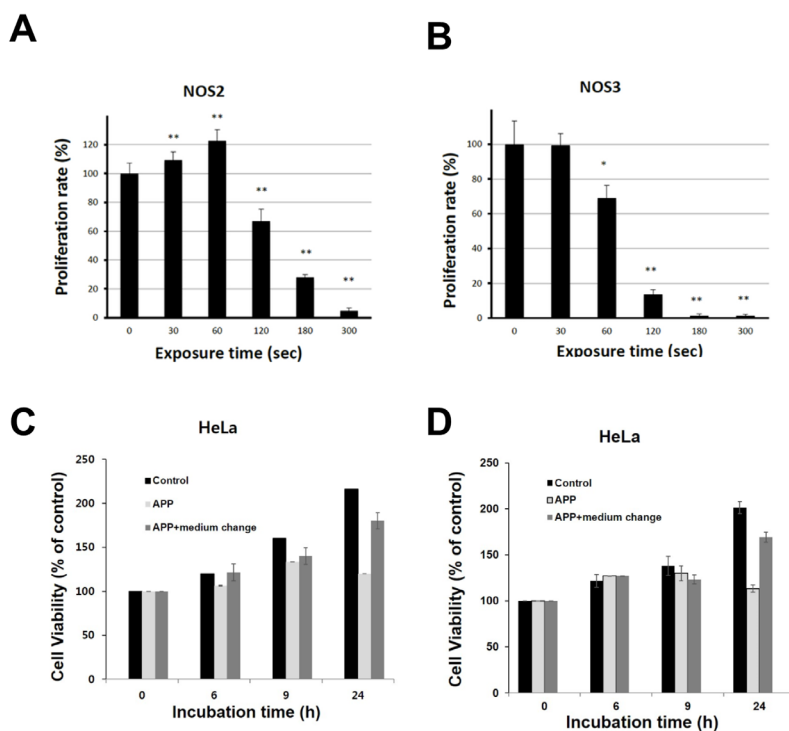 A
NOS2
Proliferation rate (%)
120
100
80
60
40
20
0
**
**
**
**
**
0
30
60
120
180
300
Exposure time (sec)
B
NOS3
Proliferation rate (%)
100
80
60
40
20
0
*
**
**
**
0
30
60
120
180
300
Exposure time (sec)
C
HeLa
Cell Viability (% of control)
250
200
150
100
50
0
Control
APP
APP+medium change
0
6
9
24
Incubation time (h)
D
HeLa
Cell Viability (% of control)
250
200
150
100
50
0
Control
APP
APP+medium change
0
6
9
24
Incubation time (h)